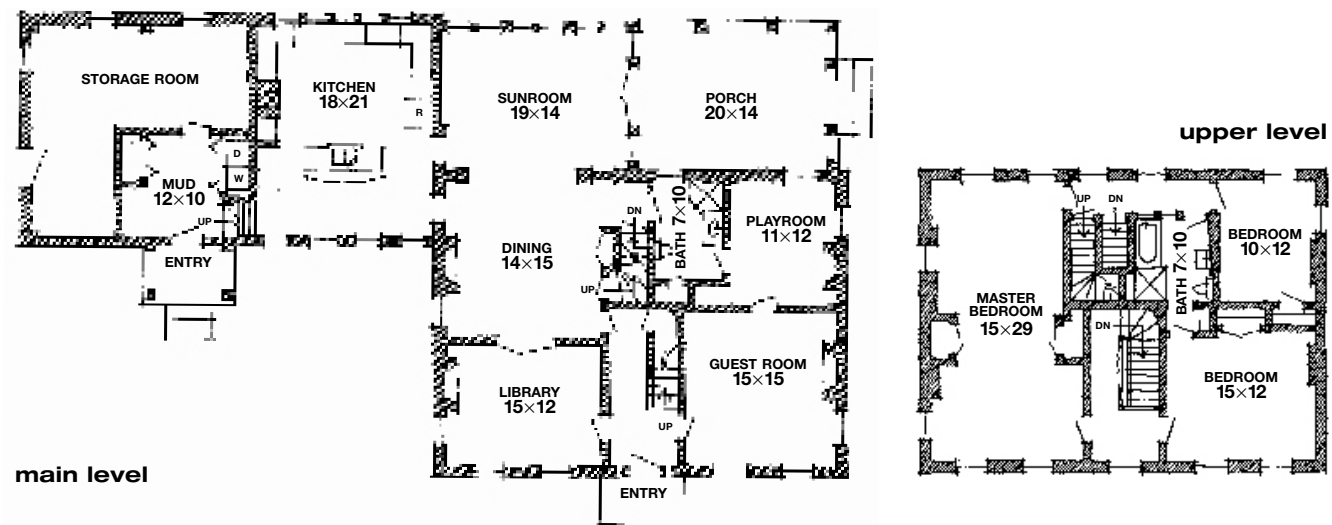 STORAGE ROOM
KITCHEN
18×21
R
SUNROOM
19×14
PORCH
20×14
D
W
MUD
12×10
UP
ENTRY
DINING
14×15
DN
UP
BATH 7×10
PLAYROOM
11×12
LIBRARY
15×12
GUEST ROOM
15×15
UP
ENTRY
main level
upper level
UP
DN
BATH 7×10
BEDROOM
10×12
MASTER
BEDROOM
15×29
DN
BEDROOM
15×12